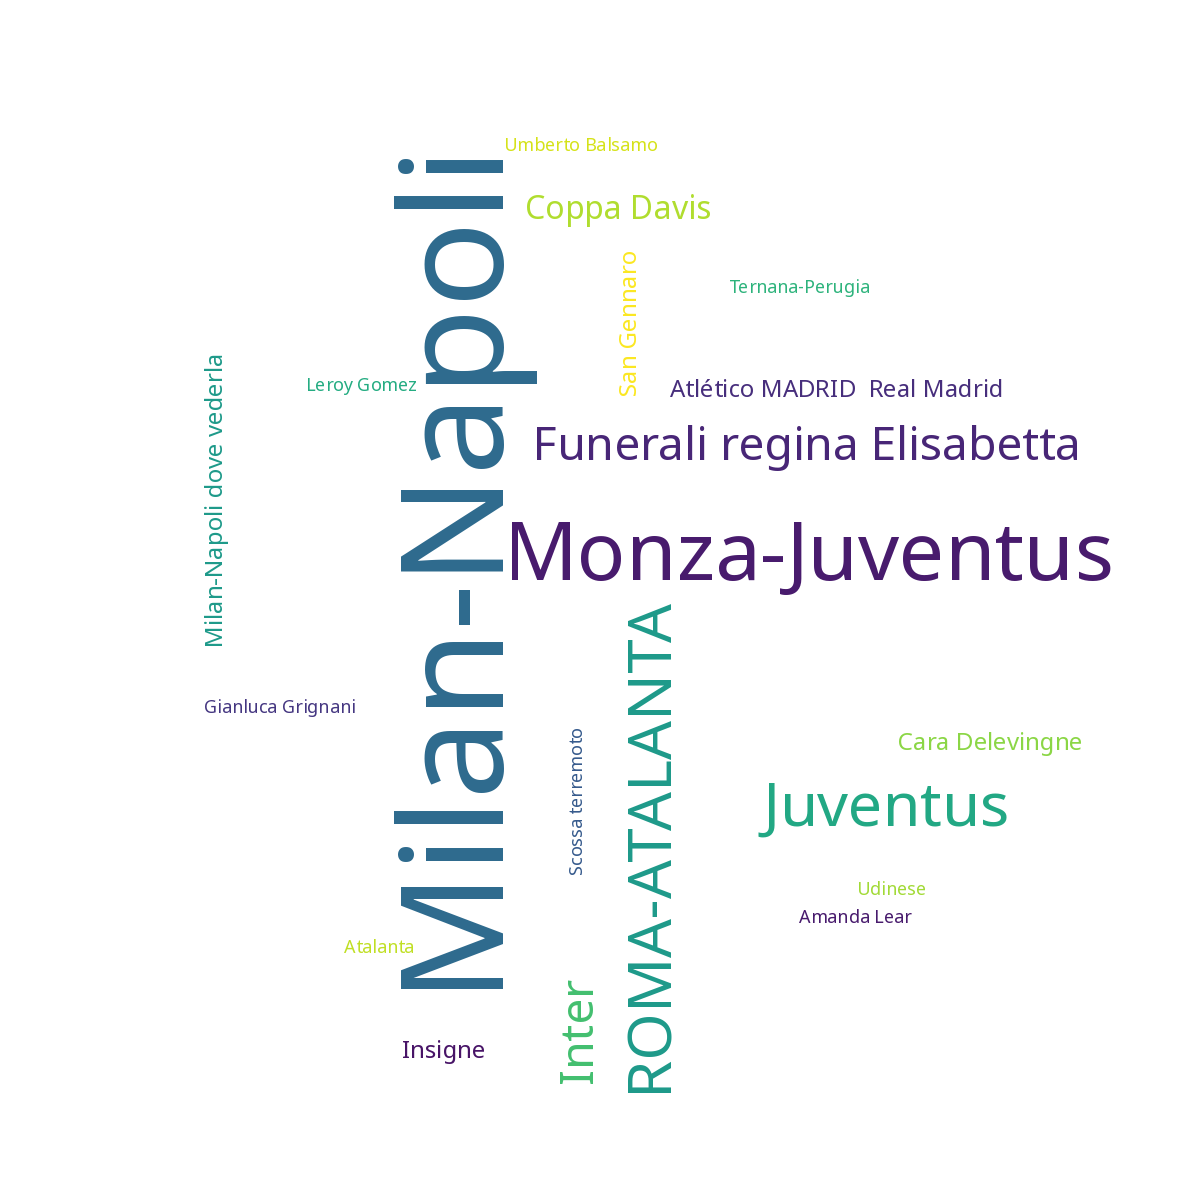 Umberto Balsamo
Coppa Davis
San Gennaro
Ternana-Perugia
Milan-Napoli dove vederla
Leroy Gomez
Milan-Napoli
Atlético MADRID  Real Madrid
Funerali regina Elisabetta
Monza-Juventus
ROMA-ATALANTA
Gianluca Grignani
Scossa terremoto
Cara Delevingne
Juventus
Udinese
Amanda Lear
Atalanta
Inter
Insigne